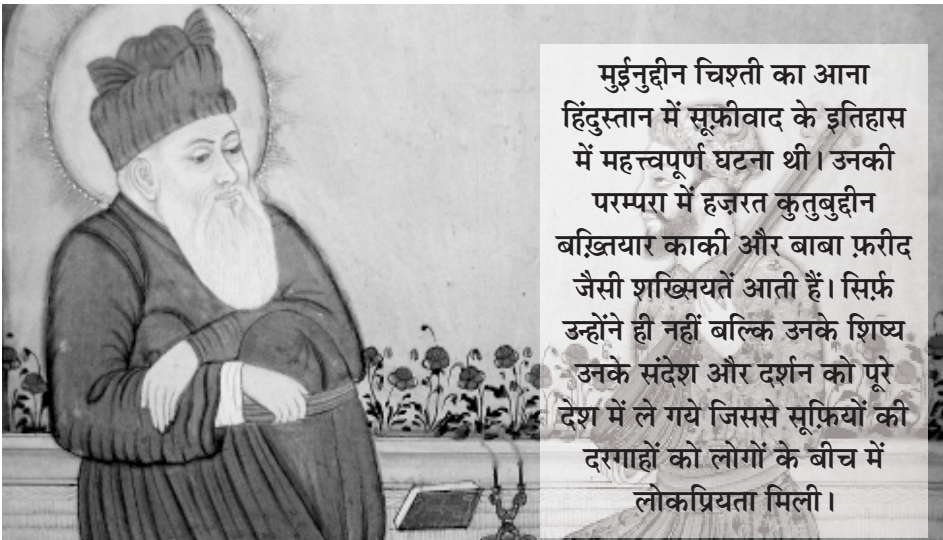 मुईनुद्दीन चिश्ती का आना
हिंदुस्तान में सूफ़ीवाद के इतिहास
में महत्त्वपूर्ण घटना थी। उनकी
परम्परा में हज़रत कुतुबुद्दीन
बख़्तियार काकी और बाबा फ़रीद
जैसी शख्सियतें आती हैं। सिर्फ़
उन्होंने ही नहीं बल्कि उनके शिष्य
उनके संदेश और दर्शन को पूरे
देश में ले गये जिससे सूफ़ियों की
दरगाहों को लोगों के बीच में
लोकप्रियता मिली।